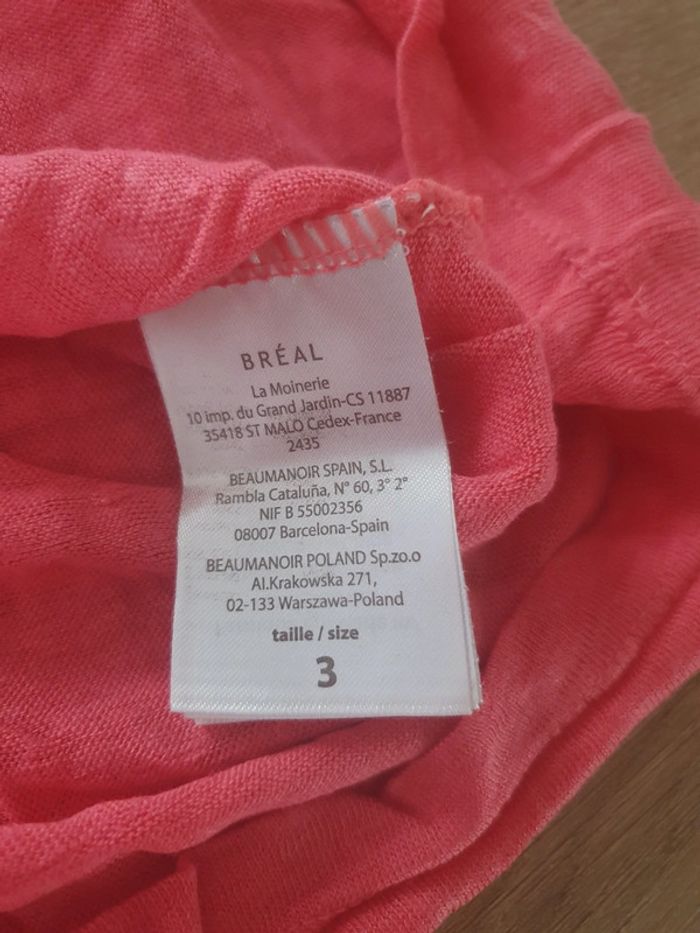 BRÉAL
La Moinerie
10 imp. du Grand Jardin-CS 11887
35418 ST MALO Cedex-France
2435
BEAUMANOIR SPAIN, S.L.
Rambla Cataluña, N° 60, 3° 2°
NIF B 55002356
08007 Barcelona-Spain
BEAUMANOIR POLAND Sp.zo.o
Al.Krakowska 271,
02-133 Warszawa-Poland
taille / size
3